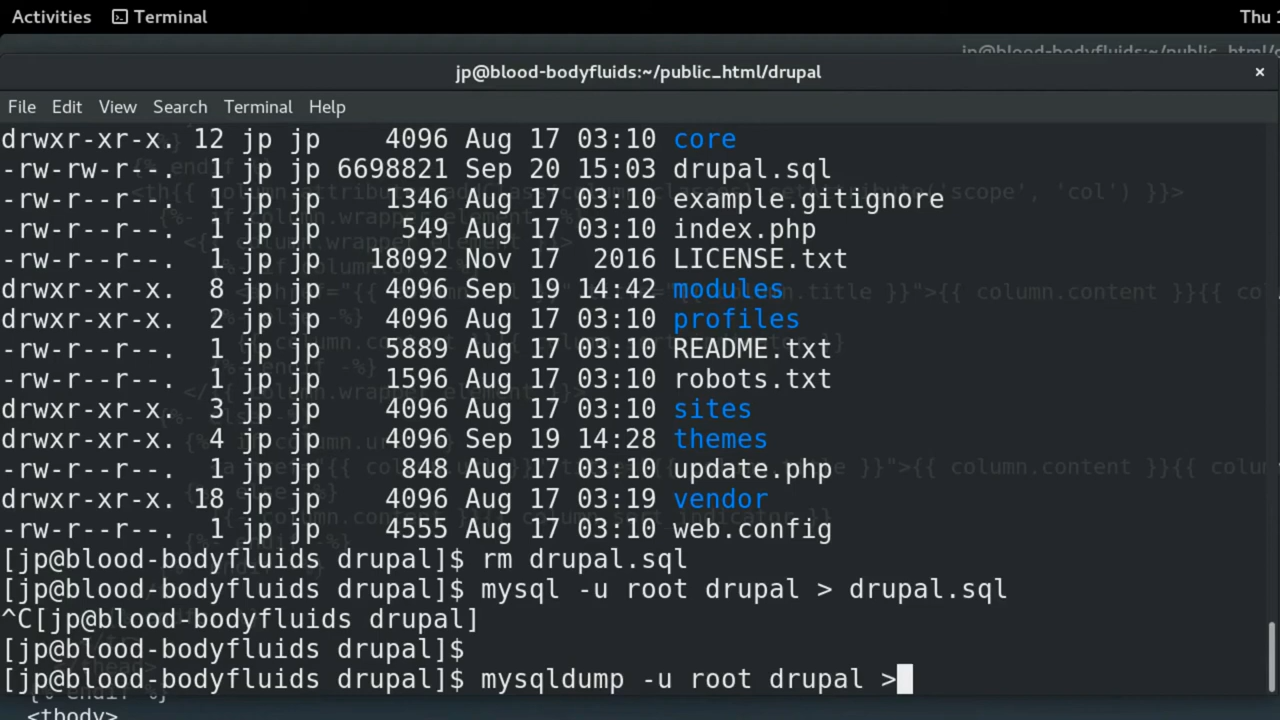 Activities Terminal Thu
jp@blood-bodyfluids:~/public_html/
jp@blood-bodyfluids:~/public_html/drupal ×
File Edit View Search Terminal Help
drwxr-xr-x. 12 jp jp 4096 Aug 17 03:10 core
-rw-rw-r--. 1 jp jp 6698821 Sep 20 15:03 drupal.sql
-rw-r--r--. 1 jp jp 1346 Aug 17 03:10 example.gitignore
-rw-r--r--. 1 jp jp 549 Aug 17 03:10 index.php
-rw-r--r--. 1 jp jp 18092 Nov 17 2016 LICENSE.txt
drwxr-xr-x. 8 jp jp 4096 Sep 19 14:42 modules
drwxr-xr-x. 2 jp jp 4096 Aug 17 03:10 profiles
-rw-r--r--. 1 jp jp 5889 Aug 17 03:10 README.txt
-rw-r--r--. 1 jp jp 1596 Aug 17 03:10 robots.txt
drwxr-xr-x. 3 jp jp 4096 Aug 17 03:10 sites
drwxr-xr-x. 4 jp jp 4096 Sep 19 14:28 themes
-rw-r--r--. 1 jp jp 848 Aug 17 03:10 update.php
drwxr-xr-x. 18 jp jp 4096 Aug 17 03:19 vendor
-rw-r--r--. 1 jp jp 4555 Aug 17 03:10 web.config
[jp@blood-bodyfluids drupal]$ rm drupal.sql
[jp@blood-bodyfluids drupal]$ mysql -u root drupal > drupal.sql
^C[jp@blood-bodyfluids drupal]
[jp@blood-bodyfluids drupal]$
[jp@blood-bodyfluids drupal]$ mysqldump -u root drupal >
<tbody>